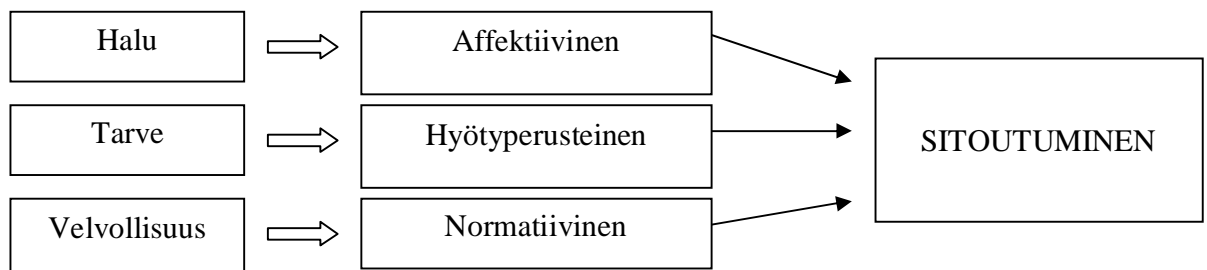 Halu
Affektiivinen
Tarve
Hyötyperusteinen
SITOUTUMINEN
Velvollisuus
Normatiivinen